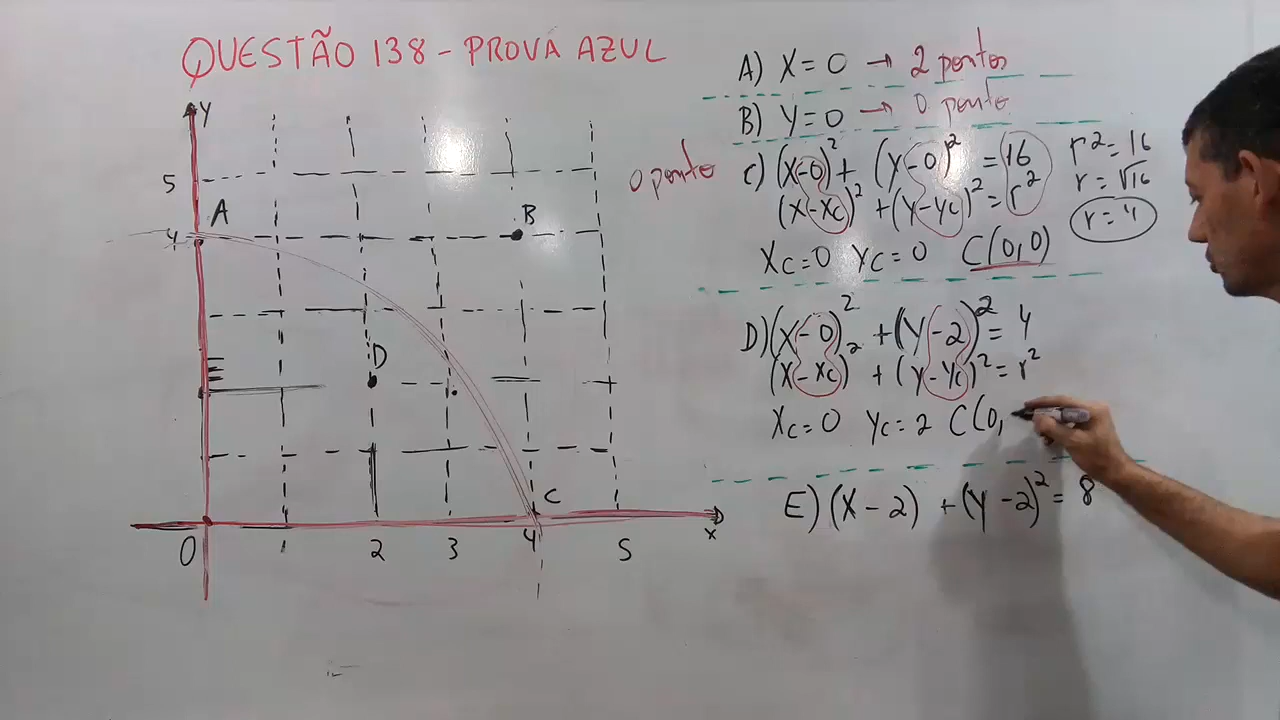 QUESTÃO 138 - PROVA AZUL
A) X = 0 → 2 pontos
B) Y = 0 → 0 ponto
0 ponto C) (X-0)² + (Y-0)² = 16
(X-Xc)² + (Y-Yc)² = r²
Xc=0 Yc=0 C(0,0)
r2 = 16
r = √16
r = 4
D) (X-0)² + (Y-2)² = 4
(X-Xc)² + (Y-Yc)² = r²
Xc=0 Yc=2 C(0,
E) (X-2) + (Y-2)² = 8
Y
5
A
B
4
D
E
C
0 1 2 3 4 5
X